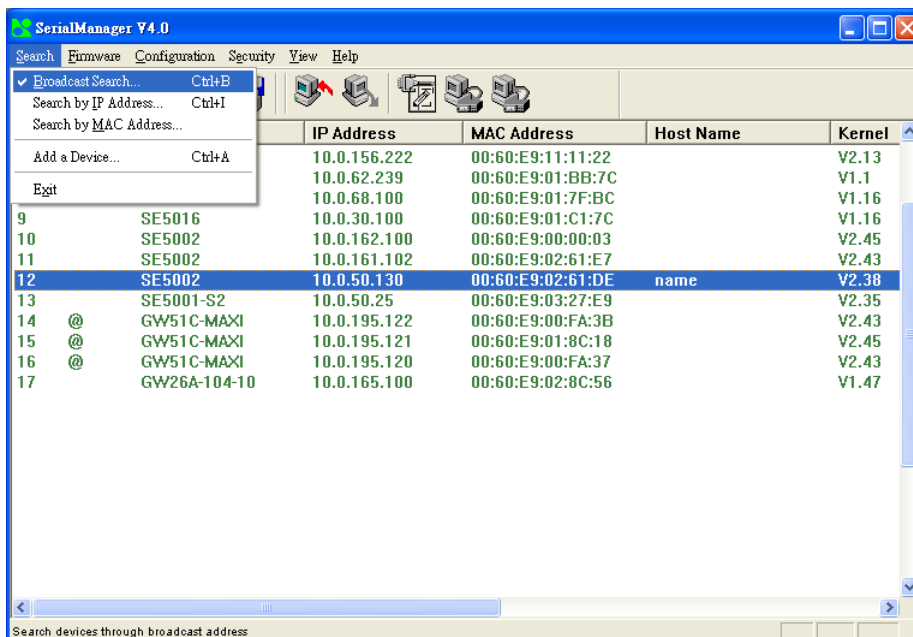 SerialManager V4.0
Search Firmware Configuration Security View Help
Broadcast Search... Ctrl+B
Search by IP Address... Ctrl+I
Search by MAC Address...
Add a Device... Ctrl+A
Exit
IP Address MAC Address Host Name Kernel
10.0.156.222 00:60:E9:11:11:22 V2.13
10.0.62.239 00:60:E9:01:BB:7C V1.1
10.0.68.100 00:60:E9:01:7F:BC V1.16
9 SE5016 10.0.30.100 00:60:E9:01:C1:7C V1.16
10 SE5002 10.0.162.100 00:60:E9:00:00:03 V2.45
11 SE5002 10.0.161.102 00:60:E9:02:61:E7 V2.43
12 SE5002 10.0.50.130 00:60:E9:02:61:DE name V2.38
13 SE5001-S2 10.0.50.25 00:60:E9:03:27:E9 V2.35
14 @ GW51C-MAXI 10.0.195.122 00:60:E9:00:FA:3B V2.43
15 @ GW51C-MAXI 10.0.195.121 00:60:E9:01:8C:18 V2.45
16 @ GW51C-MAXI 10.0.195.120 00:60:E9:00:FA:37 V2.43
17 GW26A-104-10 10.0.165.100 00:60:E9:02:8C:56 V1.47
Search devices through broadcast address